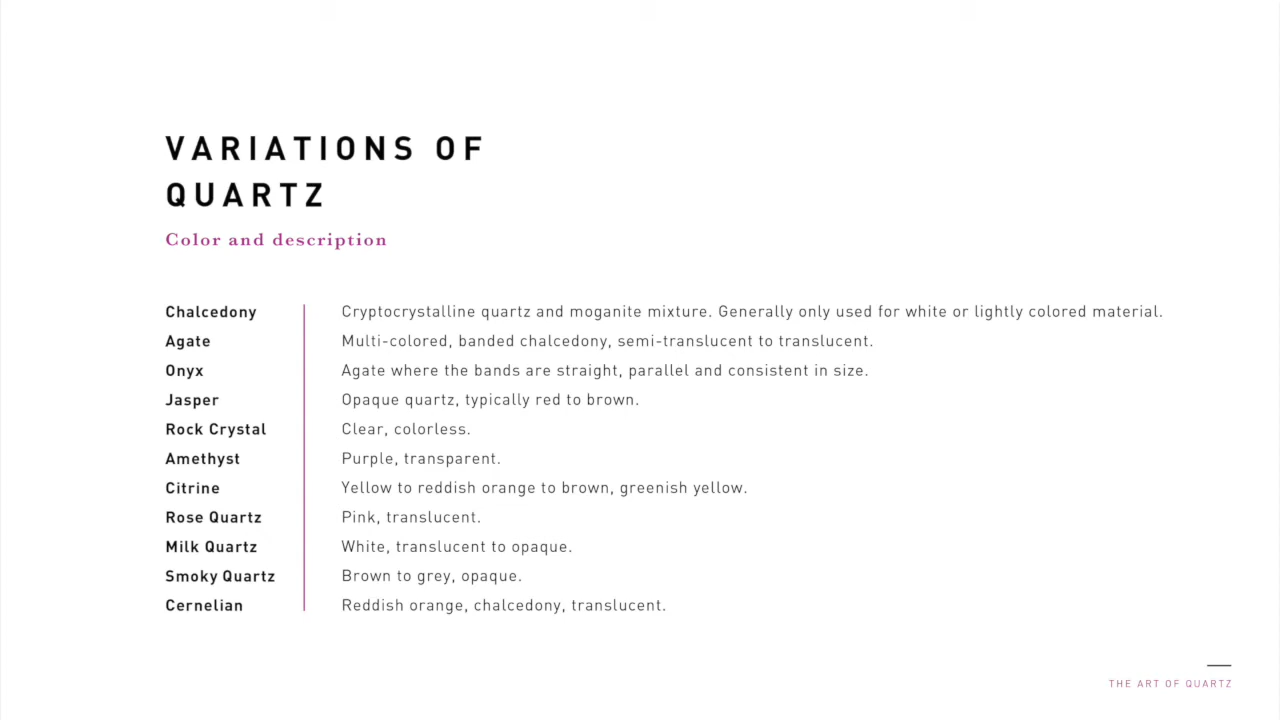 VARIATIONS OF
QUARTZ
Color and description
Chalcedony Cryptocrystalline quartz and moganite mixture. Generally only used for white or lightly colored material.
Agate Multi-colored, banded chalcedony, semi-translucent to translucent.
Onyx Agate where the bands are straight, parallel and consistent in size.
Jasper Opaque quartz, typically red to brown.
Rock Crystal Clear, colorless.
Amethyst Purple, transparent.
Citrine Yellow to reddish orange to brown, greenish yellow.
Rose Quartz Pink, translucent.
Milk Quartz White, translucent to opaque.
Smoky Quartz Brown to grey, opaque.
Cernelian Reddish orange, chalcedony, translucent.
THE ART OF QUARTZ